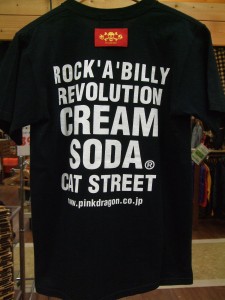 ROCK'A'BILLY
REVOLUTION
CREAM
SODA®
CAT STREET
www.pinkdragon.co.jp